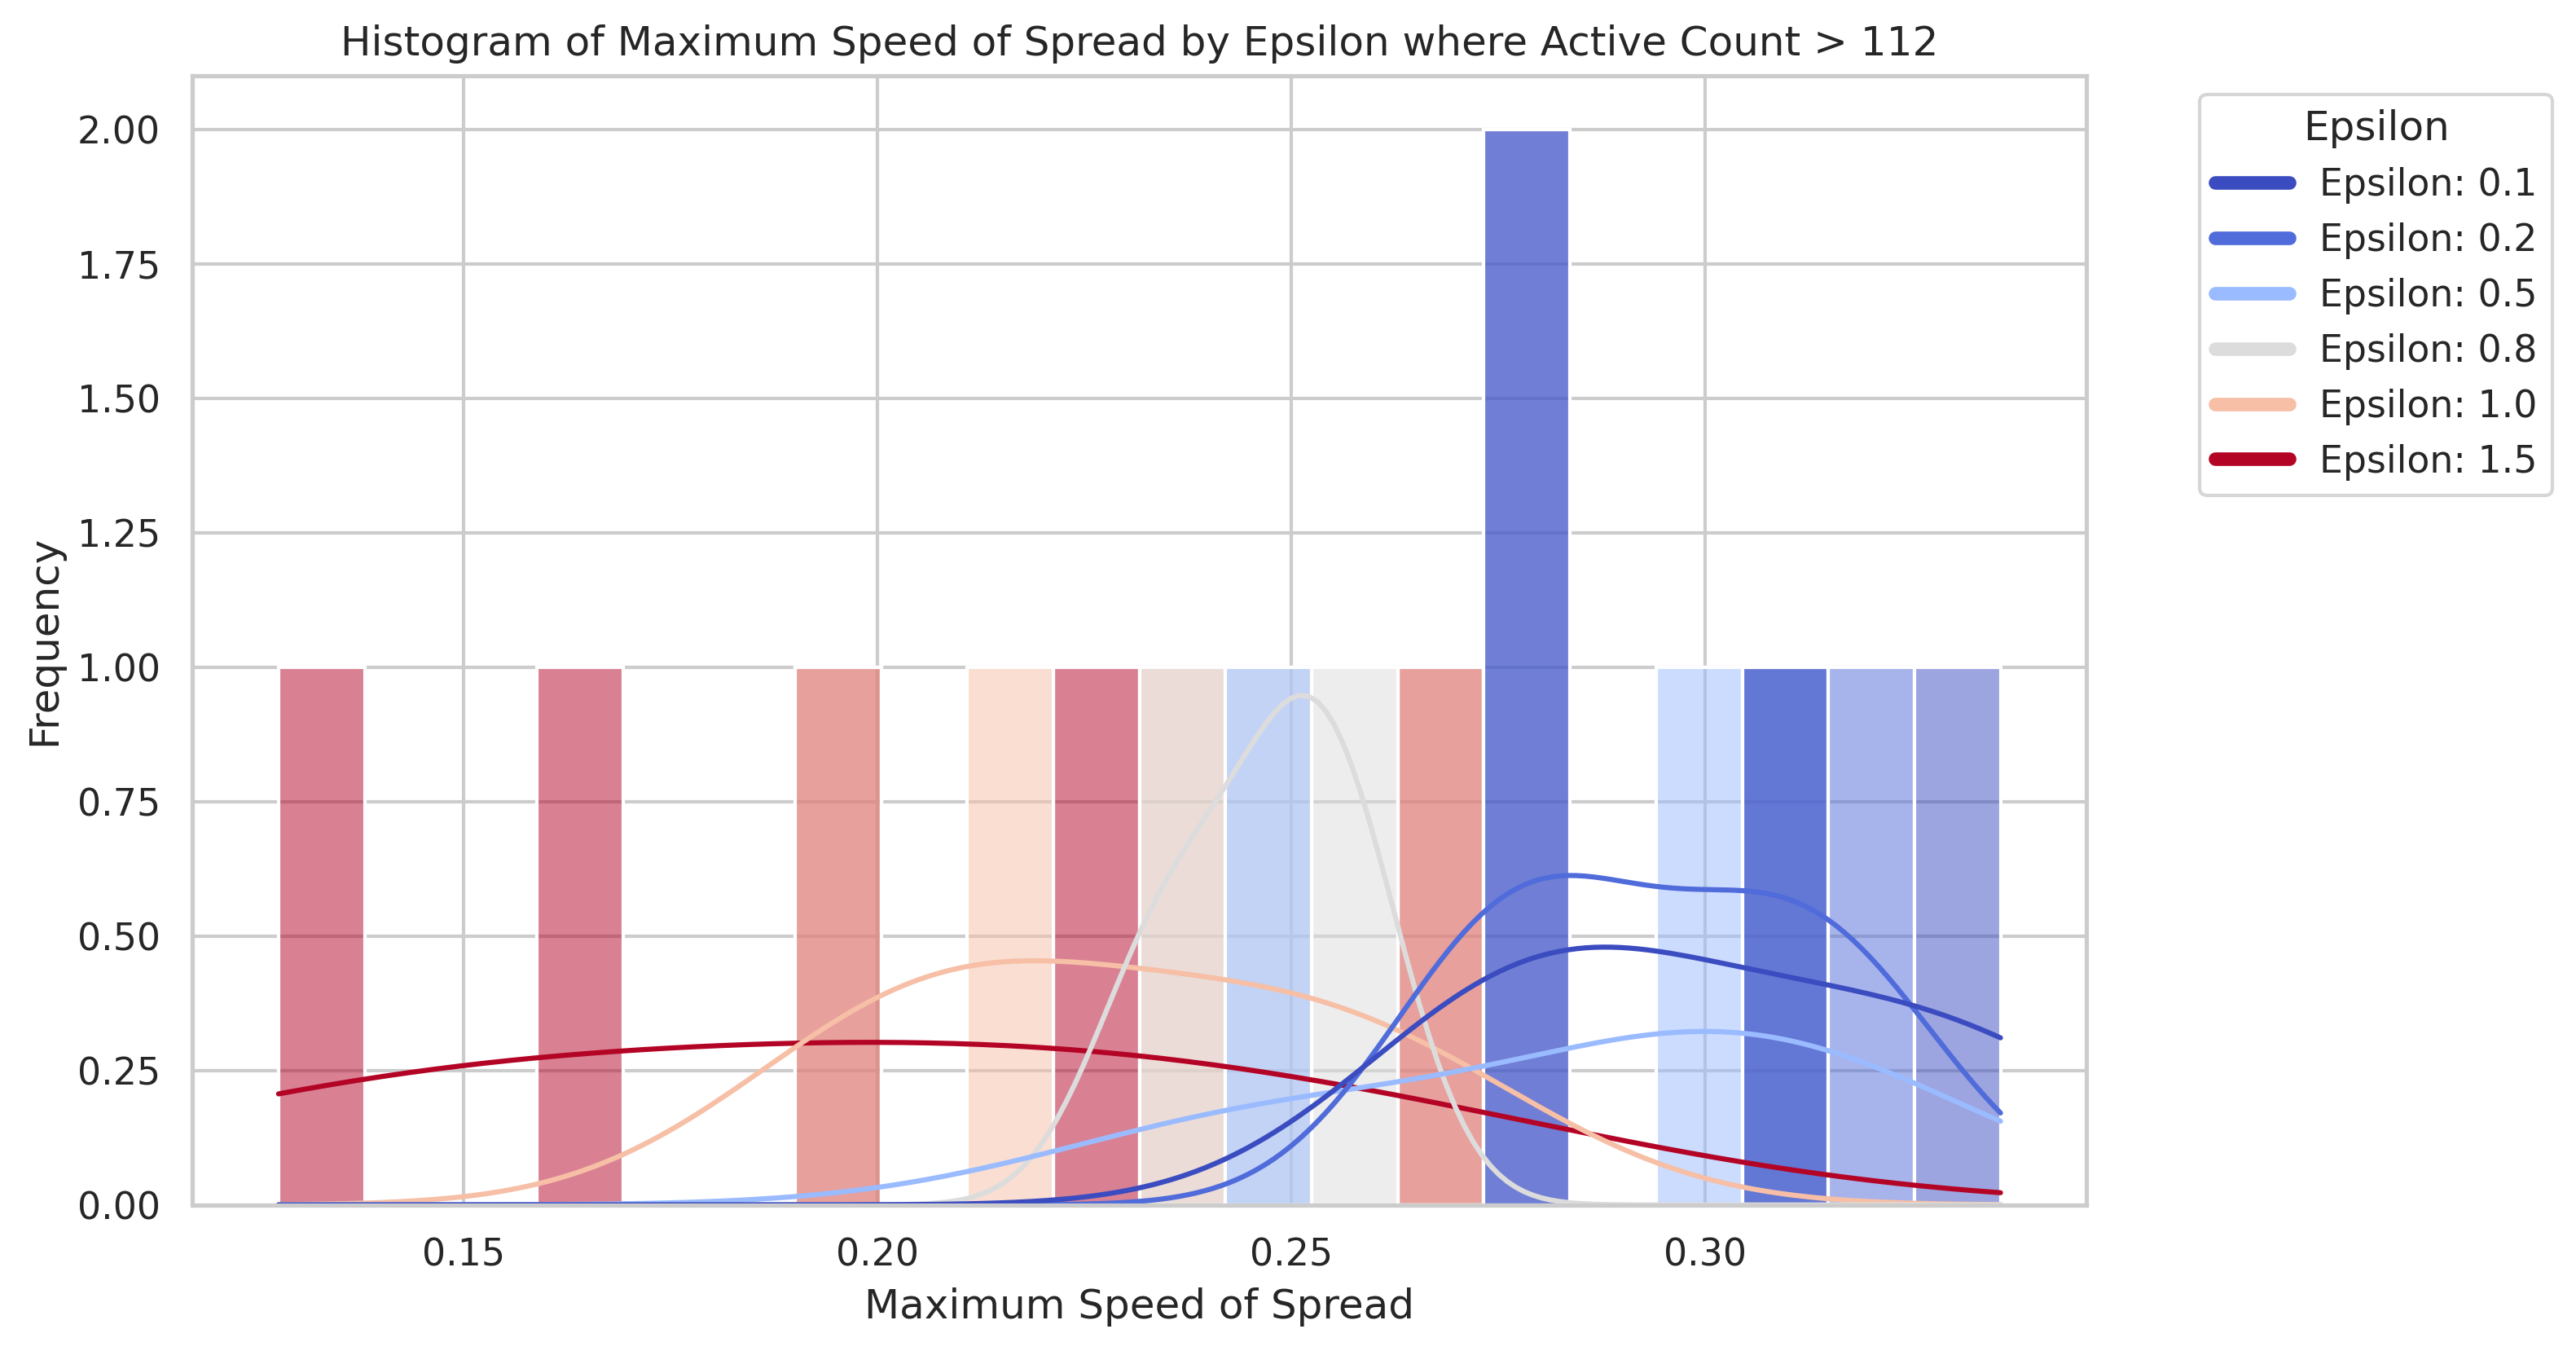 Histogram of Maximum Speed of Spread by Epsilon where Active Count > 112
2.00
1.75
1.50
1.25
1.00
0.75
0.50
0.25
0.00
Frequency
0.15 0.20 0.25 0.30
Maximum Speed of Spread
Epsilon
Epsilon: 0.1
Epsilon: 0.2
Epsilon: 0.5
Epsilon: 0.8
Epsilon: 1.0
Epsilon: 1.5